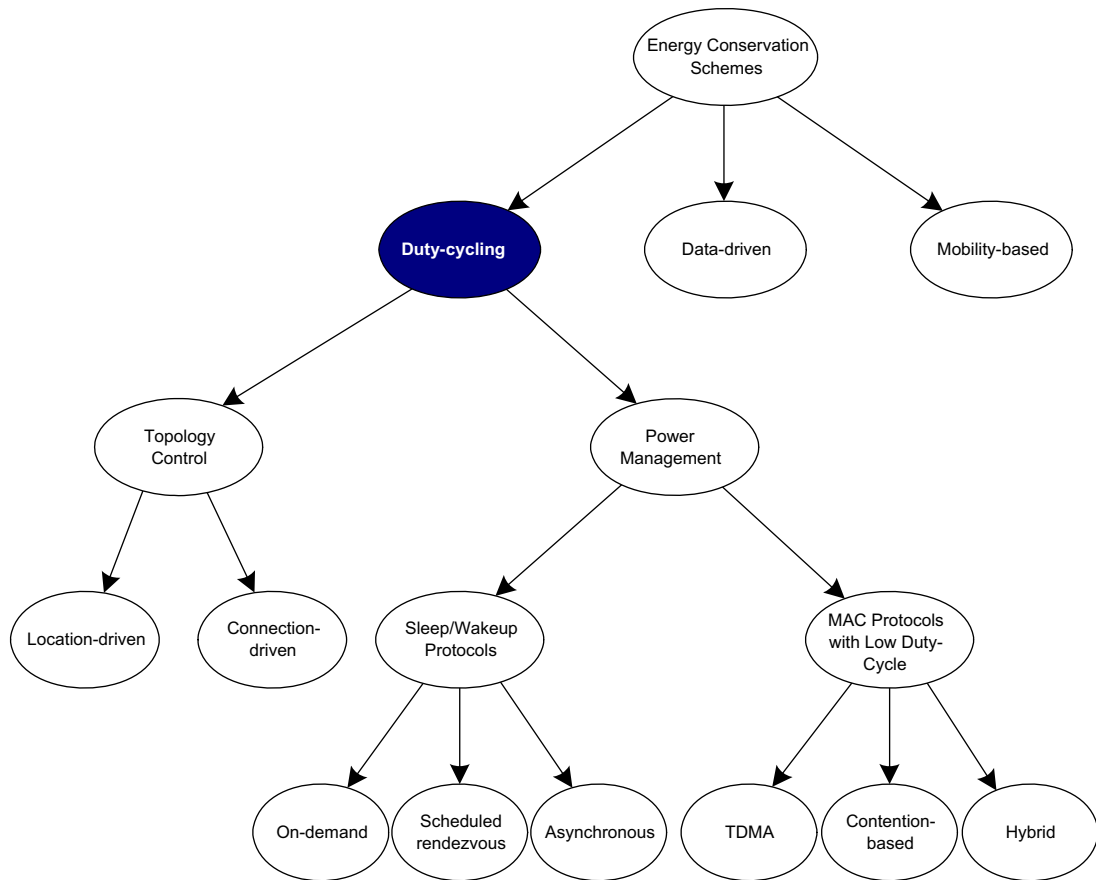 Energy Conservation
Schemes
Duty-cycling
Data-driven
Mobility-based
Topology
Control
Power
Management
Location-driven
Connection-
driven
Sleep/Wakeup
Protocols
MAC Protocols
with Low Duty-
Cycle
On-demand
Scheduled
rendezvous
Asynchronous
TDMA
Contention-
based
Hybrid